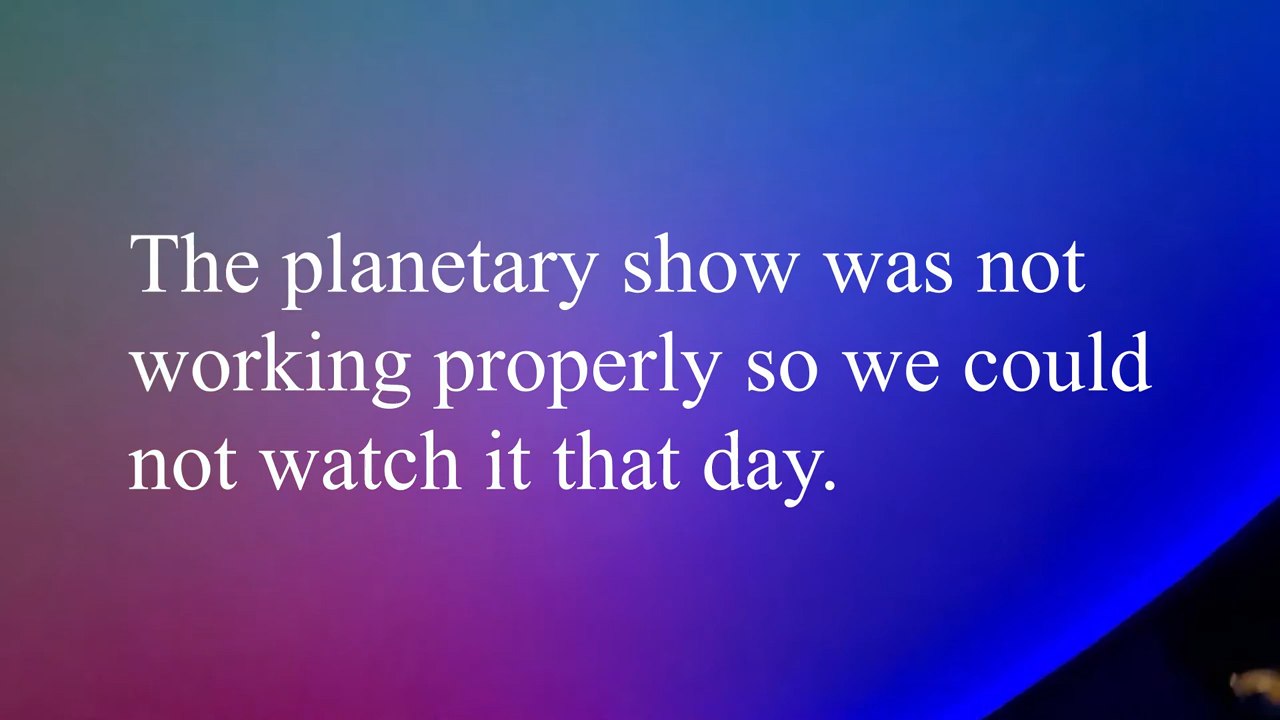 The planetary show was not
working properly so we could
not watch it that day.